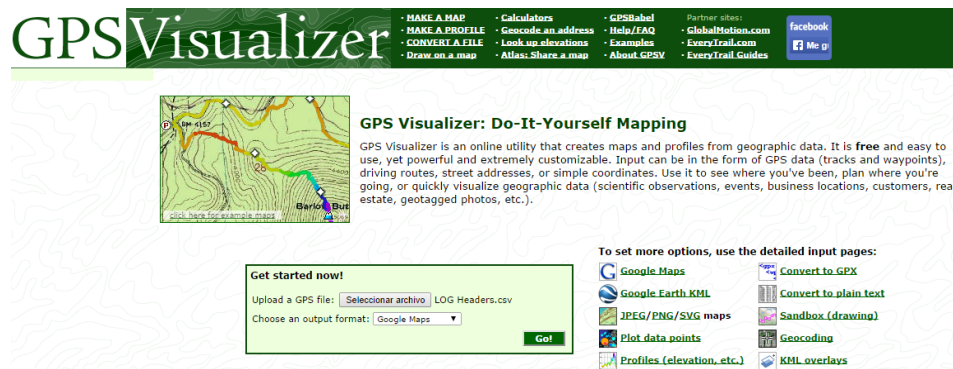 GPSVisualizer
· MAKE A MAP
· MAKE A PROFILE
· CONVERT A FILE
· Draw on a map
· Calculators
· Geocode an address
· Look up elevations
· Atlas: Share a map
· GPSBabel
· Help/FAQ
· Examples
· About GPSV
Partner sites:
· GlobalMotion.com
· EveryTrail.com
· EveryTrail Guides
facebook
Me g
P
BM 4157
28
Barlow But
click here for example maps
GPS Visualizer: Do-It-Yourself Mapping
GPS Visualizer is an online utility that creates maps and profiles from geographic data. It is free and easy to
use, yet powerful and extremely customizable. Input can be in the form of GPS data (tracks and waypoints),
driving routes, street addresses, or simple coordinates. Use it to see where you've been, plan where you're
going, or quickly visualize geographic data (scientific observations, events, business locations, customers, rea
estate, geotagged photos, etc.).
Get started now!
Upload a GPS file: Seleccionar archivo LOG Headers.csv
Choose an output format: Google Maps
Go!
To set more options, use the detailed input pages:
Google Maps
Google Earth KML
JPEG/PNG/SVG maps
Plot data points
Profiles (elevation, etc.)
Convert to GPX
Convert to plain text
Sandbox (drawing)
Geocoding
KML overlays